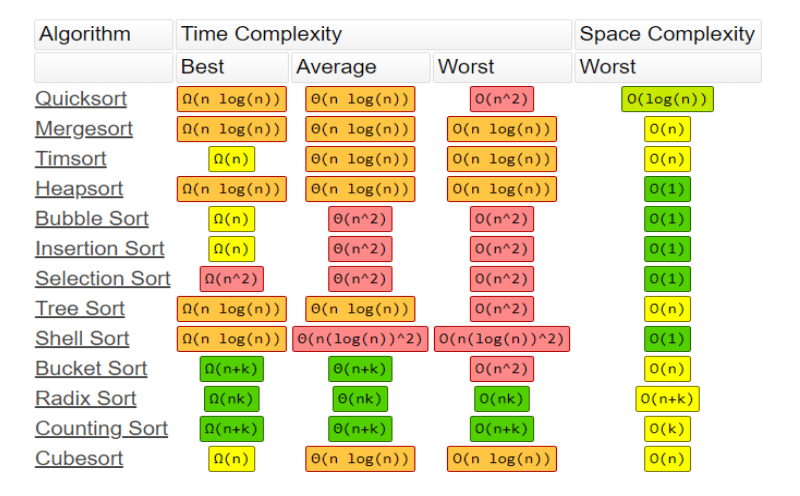 Algorithm Time Complexity Space Complexity
Best Average Worst Worst
Quicksort Ω(n log(n)) Θ(n log(n)) O(n^2) O(log(n))
Mergesort Ω(n log(n)) Θ(n log(n)) O(n log(n)) O(n)
Timsort Ω(n) Θ(n log(n)) O(n log(n)) O(n)
Heapsort Ω(n log(n)) Θ(n log(n)) O(n log(n)) O(1)
Bubble Sort Ω(n) Θ(n^2) O(n^2) O(1)
Insertion Sort Ω(n) Θ(n^2) O(n^2) O(1)
Selection Sort Ω(n^2) Θ(n^2) O(n^2) O(1)
Tree Sort Ω(n log(n)) Θ(n log(n)) O(n^2) O(n)
Shell Sort Ω(n log(n)) Θ(n(log(n))^2) O(n(log(n))^2) O(1)
Bucket Sort Ω(n+k) Θ(n+k) O(n^2) O(n)
Radix Sort Ω(nk) Θ(nk) O(nk) O(n+k)
Counting Sort Ω(n+k) Θ(n+k) O(n+k) O(k)
Cubesort Ω(n) Θ(n log(n)) O(n log(n)) O(n)